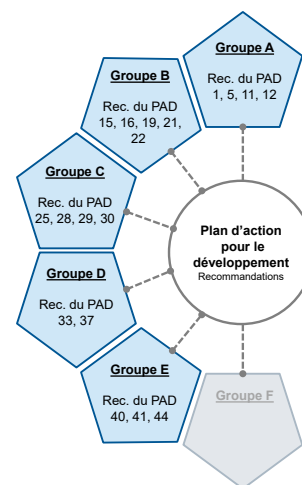 Groupe A
Rec. du PAD
1, 5, 11, 12
Groupe B
Rec. du PAD
15, 16, 19, 21,
22
Groupe C
Rec. du PAD
25, 28, 29, 30
Plan d'action
pour le
développement
Recommandations
Groupe D
Rec. du PAD
33, 37
Groupe E
Rec. du PAD
40, 41, 44
Groupe F